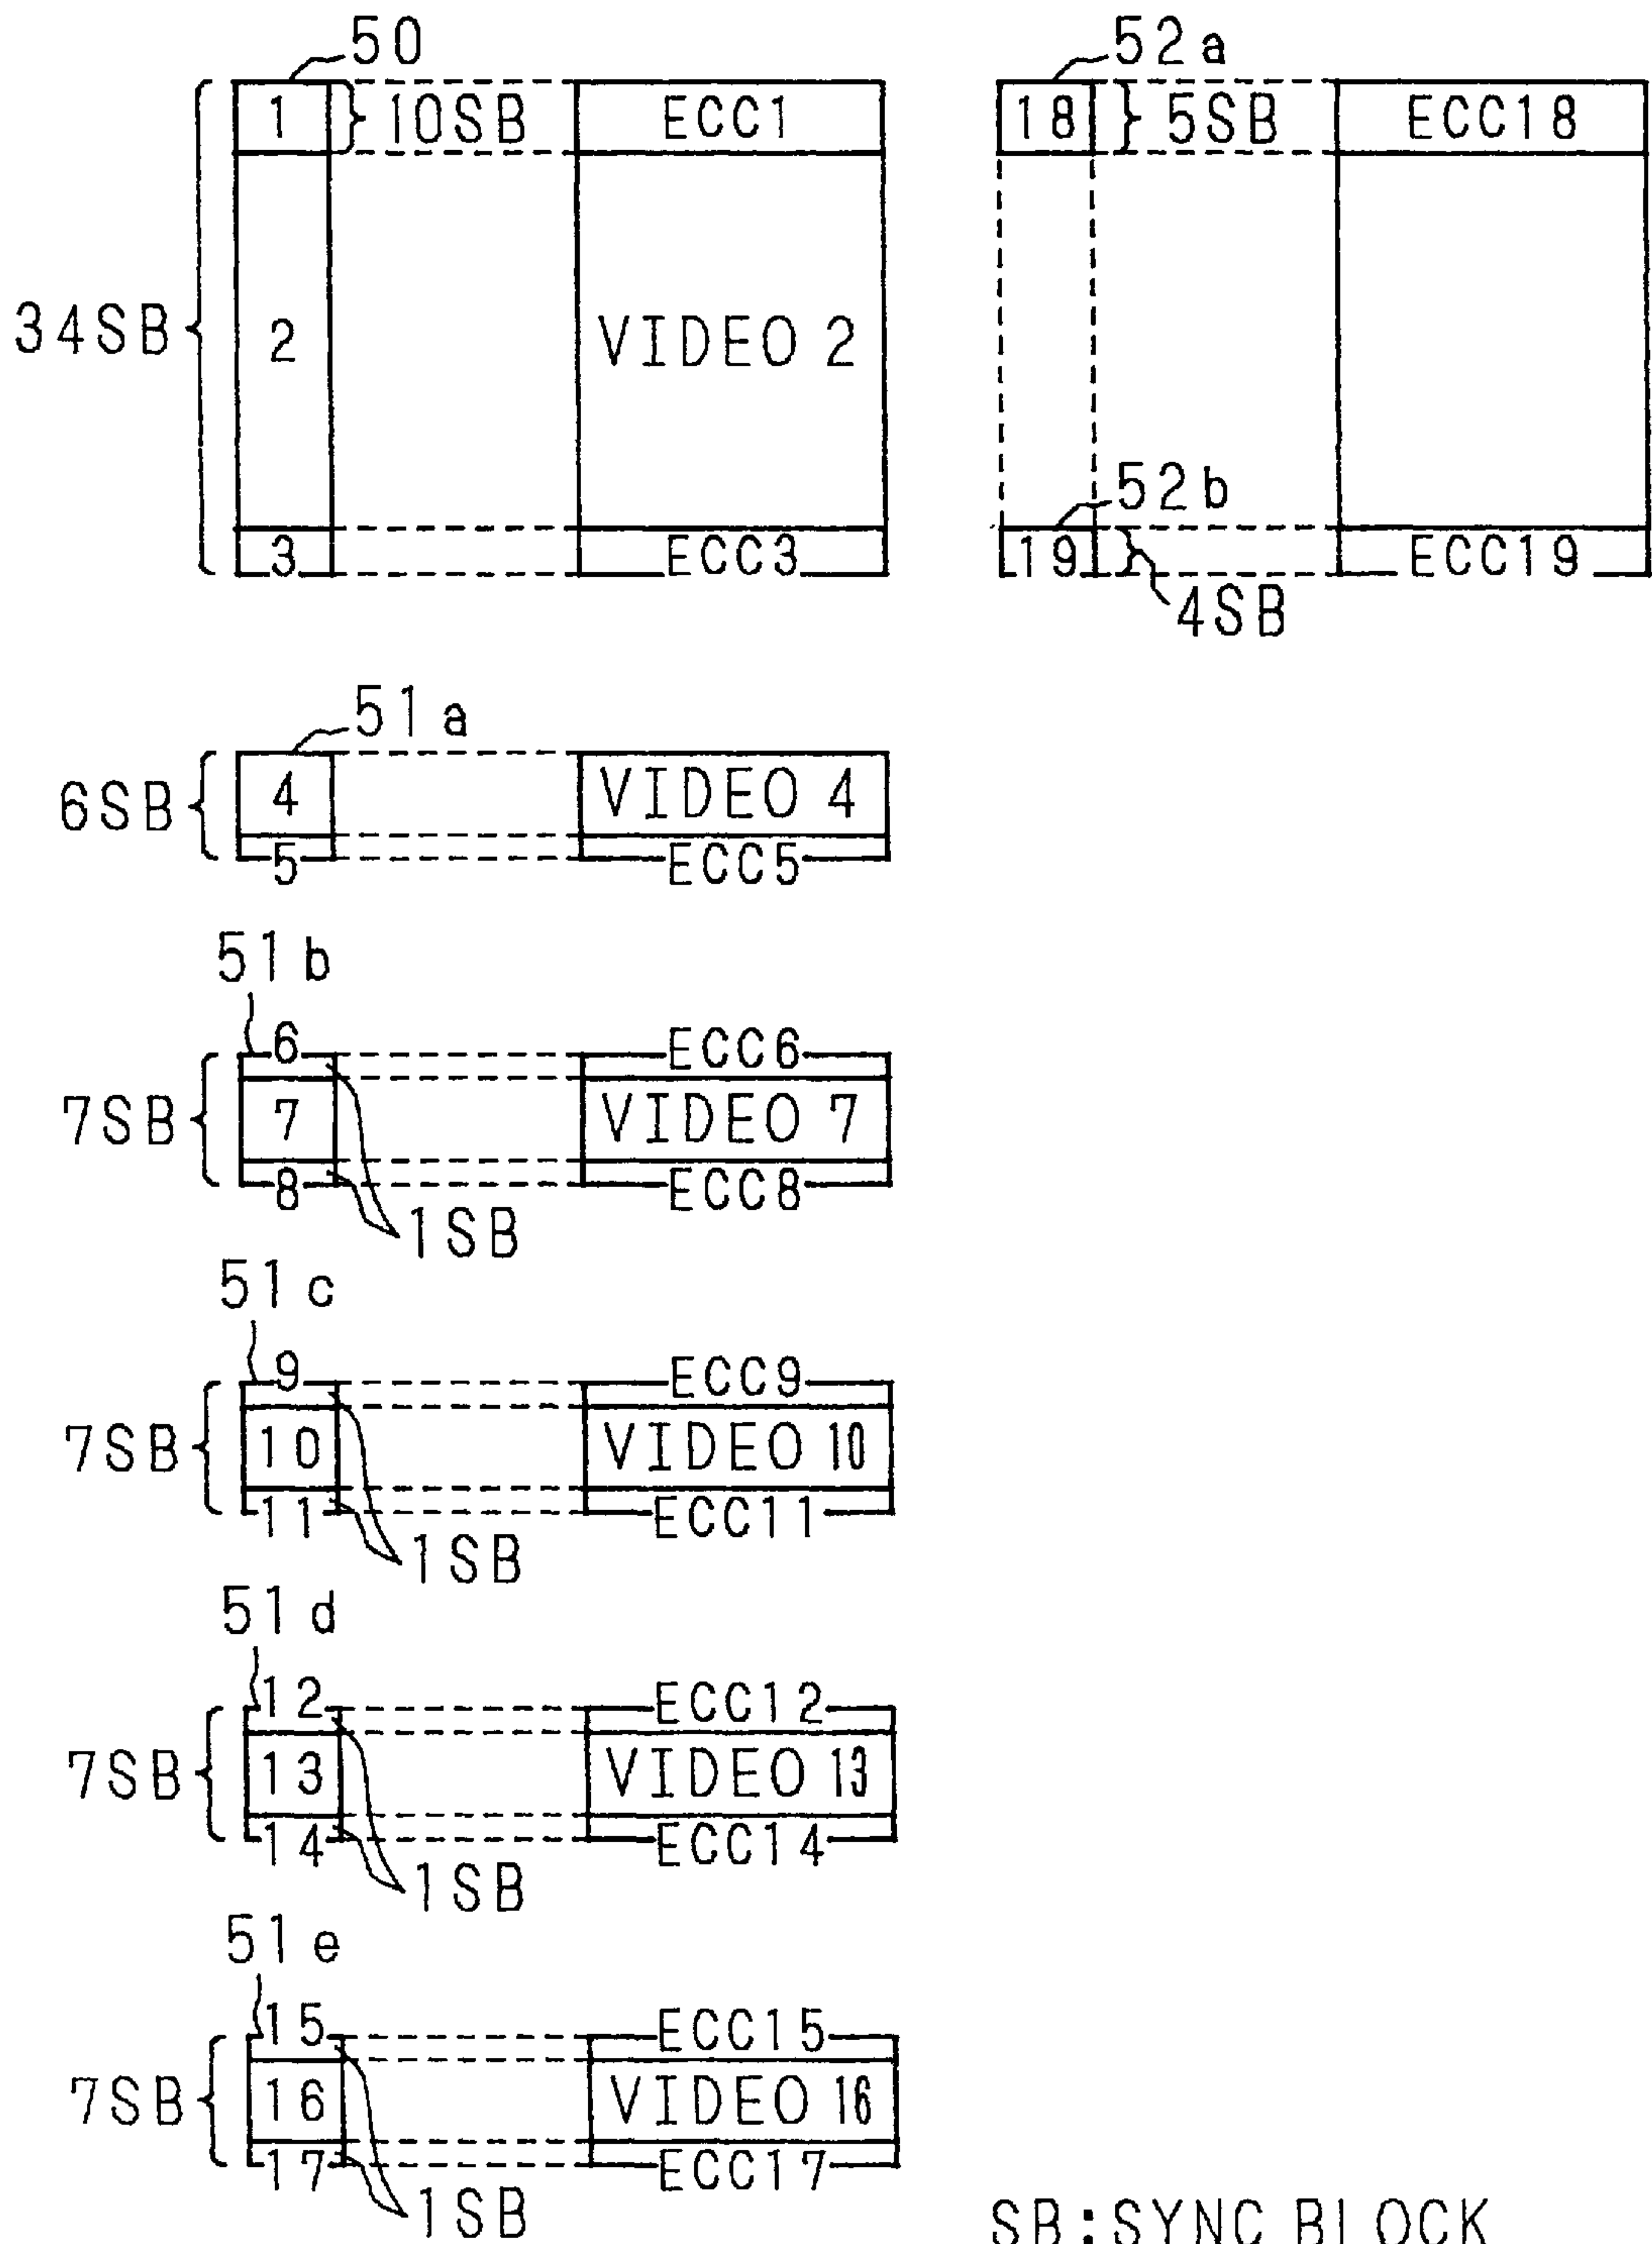 50
52a
1
10SB
ECC1
18
5SB
ECC18
34SB
2
VIDEO 2
52b
3
ECC3
19
ECC19
4SB
51a
6SB
4
VIDEO 4
5
ECC5
51b
6
ECC6
7SB
7
VIDEO 7
8
ECC8
1SB
51c
9
ECC9
7SB
10
VIDEO 10
11
ECC11
1SB
51d
12
ECC12
7SB
13
VIDEO 13
14
ECC14
1SB
51e
15
ECC15
7SB
16
VIDEO 16
17
ECC17
1SB
SB:SYNC BLOCK